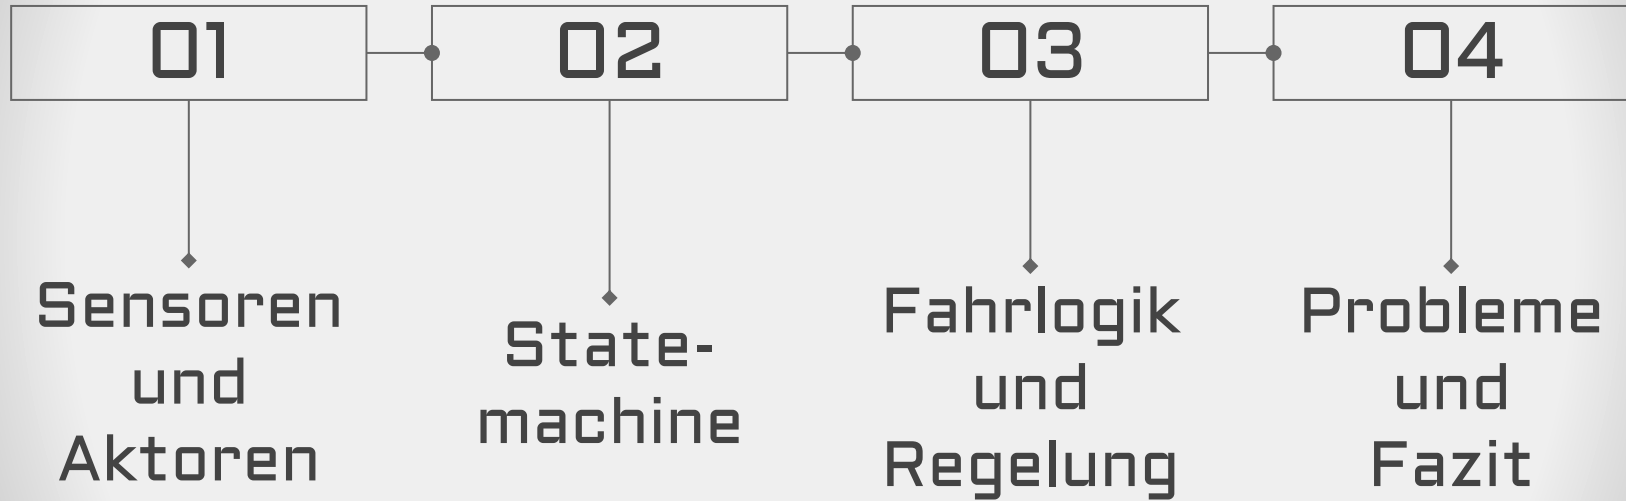 01
Sensoren
und
Aktoren
02
State-
machine
03
Fahrlogik
und
Regelung
04
Probleme
und
Fazit